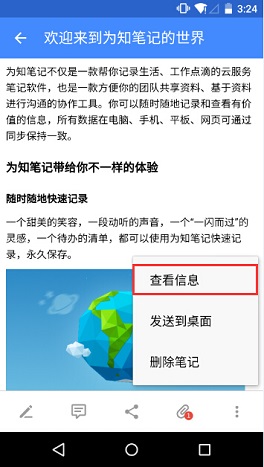 3:24
欢迎来到为知笔记的世界
为知笔记不仅是一款帮你记录生活、工作点滴的云服务
笔记软件，也是一款方便你的团队共享资料、基于资料
进行沟通的协作工具。你可以随时随地记录和查看有价
值的信息，所有数据在电脑、手机、平板、网页可通过
同步保持一致。
为知笔记带给你不一样的体验
随时随地快速记录
一个甜美的笑容，一段动听的声音，一个“一闪而过”的
灵感，一个待办的清单，都可以使用为知笔记快速记
录，永久保存。
查看信息
发送到桌面
删除笔记
1